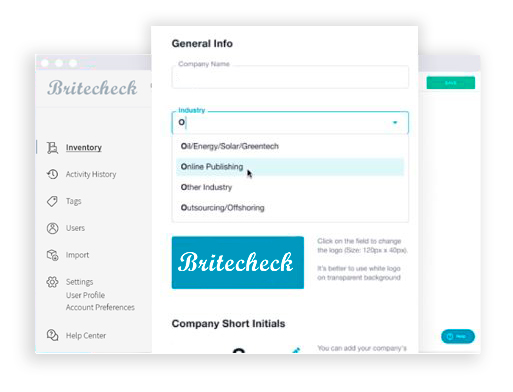 Britecheck
Inventory
Activity History
Tags
Users
Import
Settings
User Profile
Account Preferences
Help Center
General Info
Company Name
Industry
O
Oil/Energy/Solar/Greentech
Online Publishing
Other Industry
Outsourcing/Offshoring
Britecheck
Click on the field to change
the logo (Size: 120px x 40px).
It's better to use white logo
on transparent background
Company Short Initials
You can add your company's